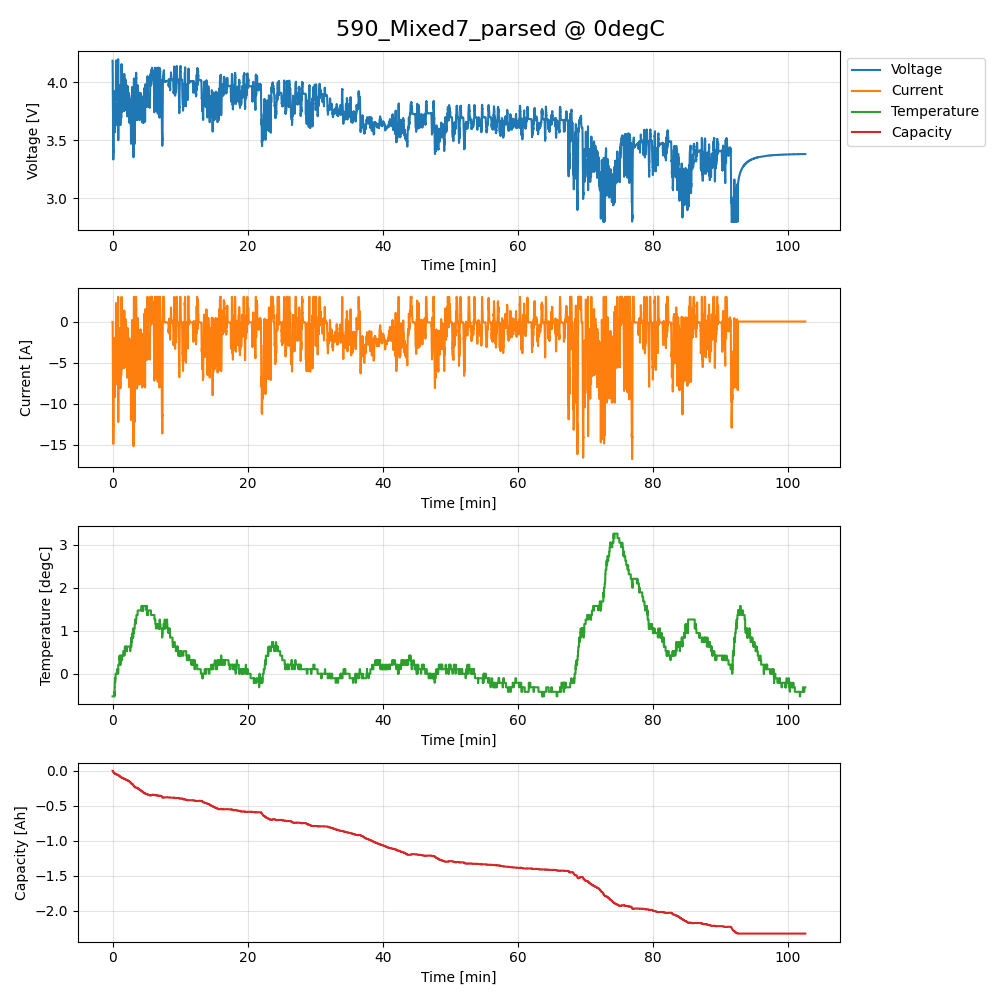 590_Mixed7_parsed @ 0degC
4.0
3.5
3.0
Voltage [V]
0 20 40 60 80 100
Time [min]
Voltage
Current
Temperature
Capacity
0
−5
−10
−15
Current [A]
0 20 40 60 80 100
Time [min]
3
2
1
0
Temperature [degC]
0 20 40 60 80 100
Time [min]
0.0
−0.5
−1.0
−1.5
−2.0
Capacity [Ah]
0 20 40 60 80 100
Time [min]